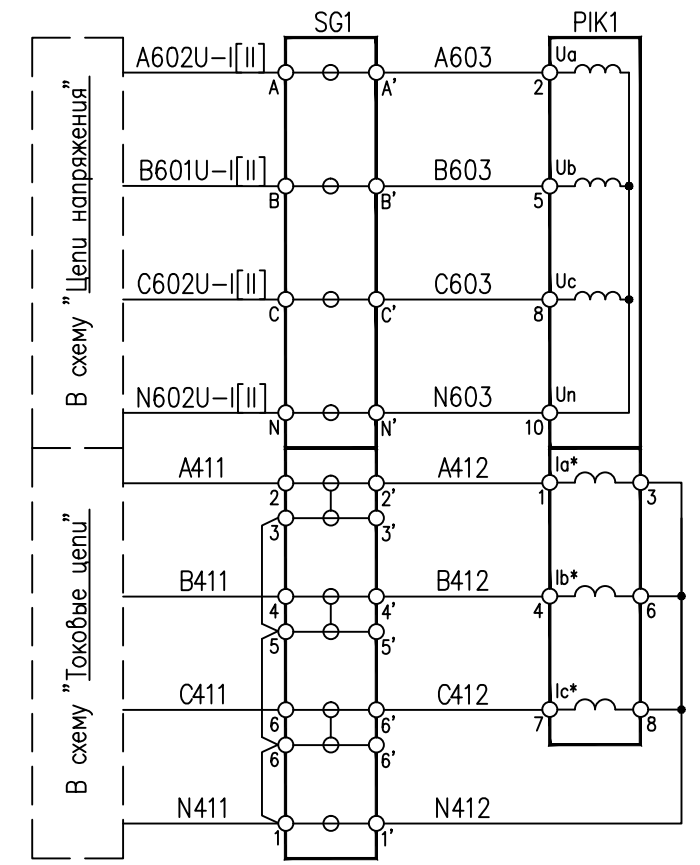 SG1
PIK1
В схему "Цепи напряжения"
A602U-I[II]
A
A'
A603
2
Ua
B601U-I[II]
B
B'
B603
5
Ub
C602U-I[II]
C
C'
C603
8
Uc
N602U-I[II]
N
N'
N603
10
Un
В схему "Токовые цепи"
A411
2
2'
A412
1
Ia*
3
3
3'
B411
4
4'
B412
4
Ib*
6
5
5'
C411
6
6'
C412
7
Ic*
8
6
6'
N411
1
1'
N412